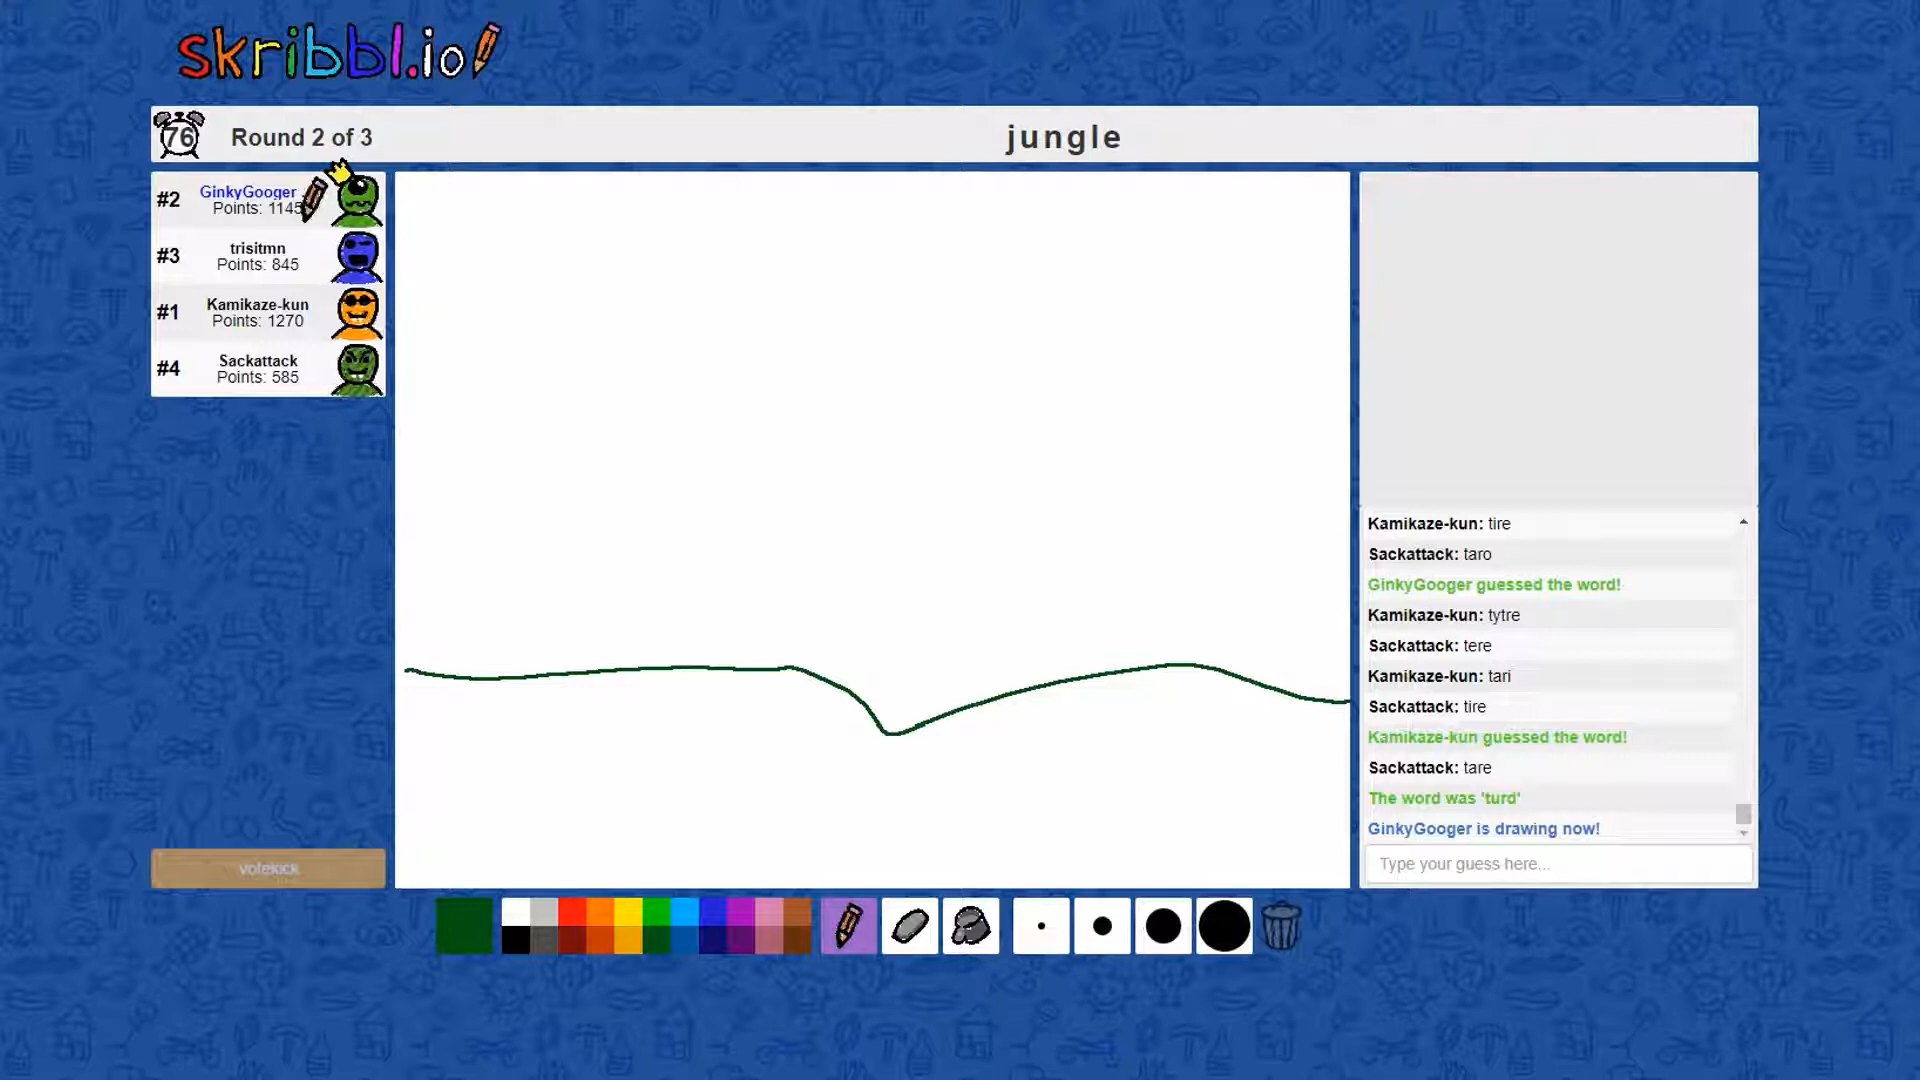 skribbl.io
76
Round 2 of 3
jungle
#2
GinkyGooger
Points: 1145
#3
trisitmn
Points: 845
#1
Kamikaze-kun
Points: 1270
#4
Sackattack
Points: 585
votekick
Kamikaze-kun: tire
Sackattack: taro
GinkyGooger guessed the word!
Kamikaze-kun: tytre
Sackattack: tere
Kamikaze-kun: tari
Sackattack: tire
Kamikaze-kun guessed the word!
Sackattack: tare
The word was 'turd'
GinkyGooger is drawing now!
Type your guess here...